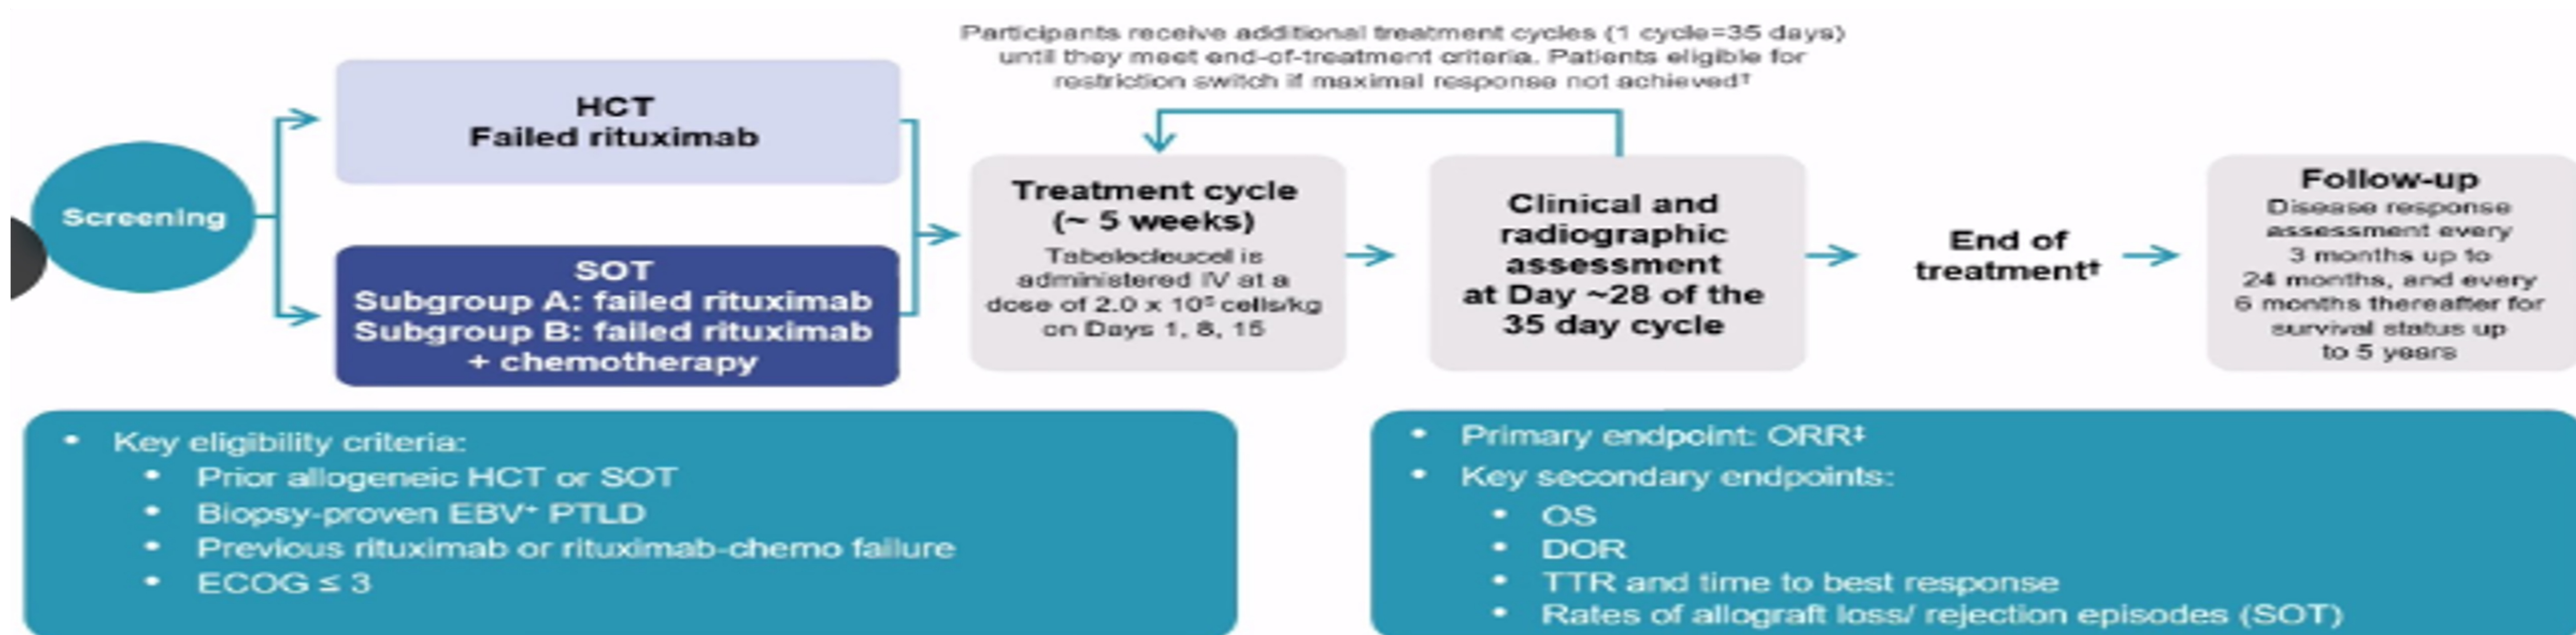 Participants receive additional treatment cycles (1 cycle=35 days)
until they meet end-of-treatment criteria. Patients eligible for
restriction switch if maximal response not achieved†
Screening
HCT
Failed rituximab
SOT
Subgroup A: failed rituximab
Subgroup B: failed rituximab
+ chemotherapy
Treatment cycle
(~ 5 weeks)
Tabelecleucel is
administered IV at a
dose of 2.0 x 10⁶ cells/kg
on Days 1, 8, 15
Clinical and
radiographic
assessment
at Day ~28 of the
35 day cycle
End of
treatment†
Follow-up
Disease response
assessment every
3 months up to
24 months, and every
6 months thereafter for
survival status up
to 5 years
• Key eligibility criteria:
• Prior allogeneic HCT or SOT
• Biopsy-proven EBV⁺ PTLD
• Previous rituximab or rituximab-chemo failure
• ECOG ≤ 3
• Primary endpoint: ORR‡
• Key secondary endpoints:
• OS
• DOR
• TTR and time to best response
• Rates of allograft loss/ rejection episodes (SOT)